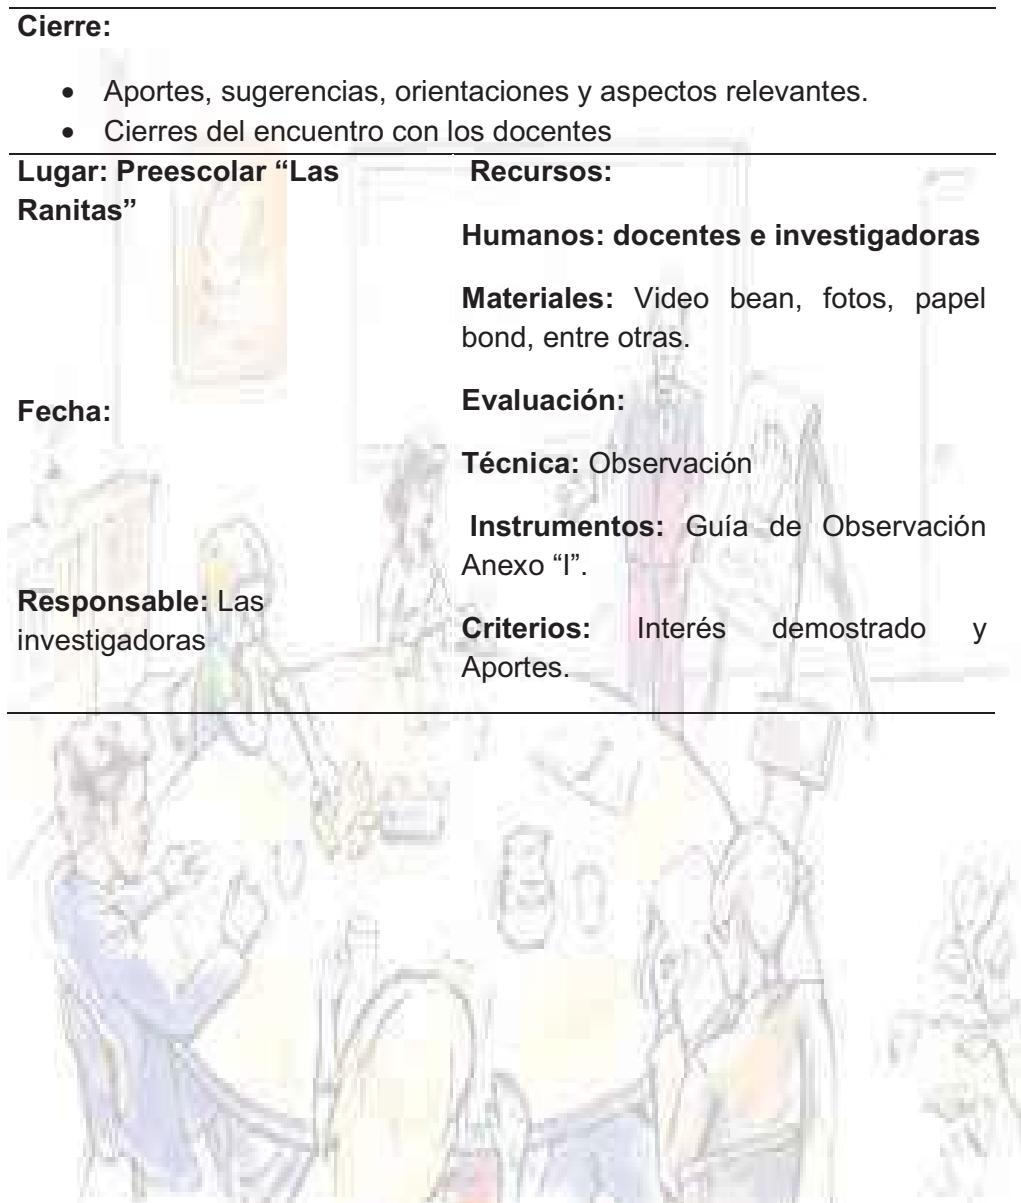 Cierre:
• Aportes, sugerencias, orientaciones y aspectos relevantes.
• Cierres del encuentro con los docentes
Lugar: Preescolar “Las
Ranitas”
Fecha:
Responsable: Las
investigadoras
Recursos:
Humanos: docentes e investigadoras
Materiales: Video bean, fotos, papel
bond, entre otras.
Evaluación:
Técnica: Observación
Instrumentos: Guía de Observación
Anexo “I”.
Criterios: Interés demostrado y
Aportes.